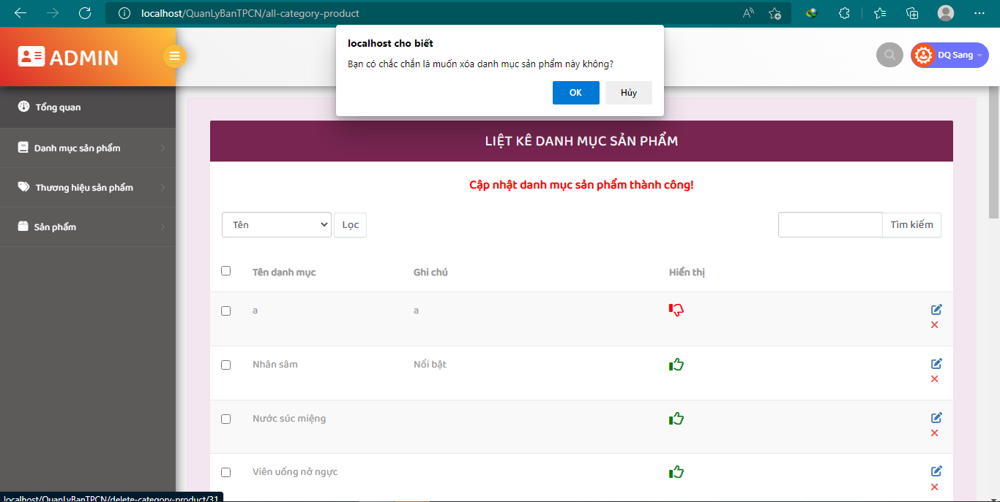 localhost/QuanLyBanTPCN/all-category-product
localhost cho biết
Bạn có chắc chắn là muốn xóa danh mục sản phẩm này không?
OK Hủy
ADMIN
DQ Sang
Tổng quan
Danh mục sản phẩm
Thương hiệu sản phẩm
Sản phẩm
LIỆT KÊ DANH MỤC SẢN PHẨM
Cập nhật danh mục sản phẩm thành công!
Tên Lọc Tìm kiếm
Tên danh mục Ghi chú Hiển thị
a a
Nhân sâm Nổi bật
Nước súc miệng
Viên uống nở ngực
localhost/QuanLyBanTPCN/delete-category-product/31